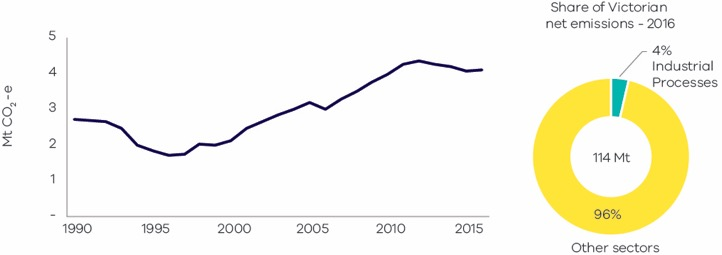 Mt CO₂-e
5
4
3
2
1
-
1990
1995
2000
2005
2010
2015
Share of Victorian
net emissions - 2016
4%
Industrial
Processes
114 Mt
96%
Other sectors